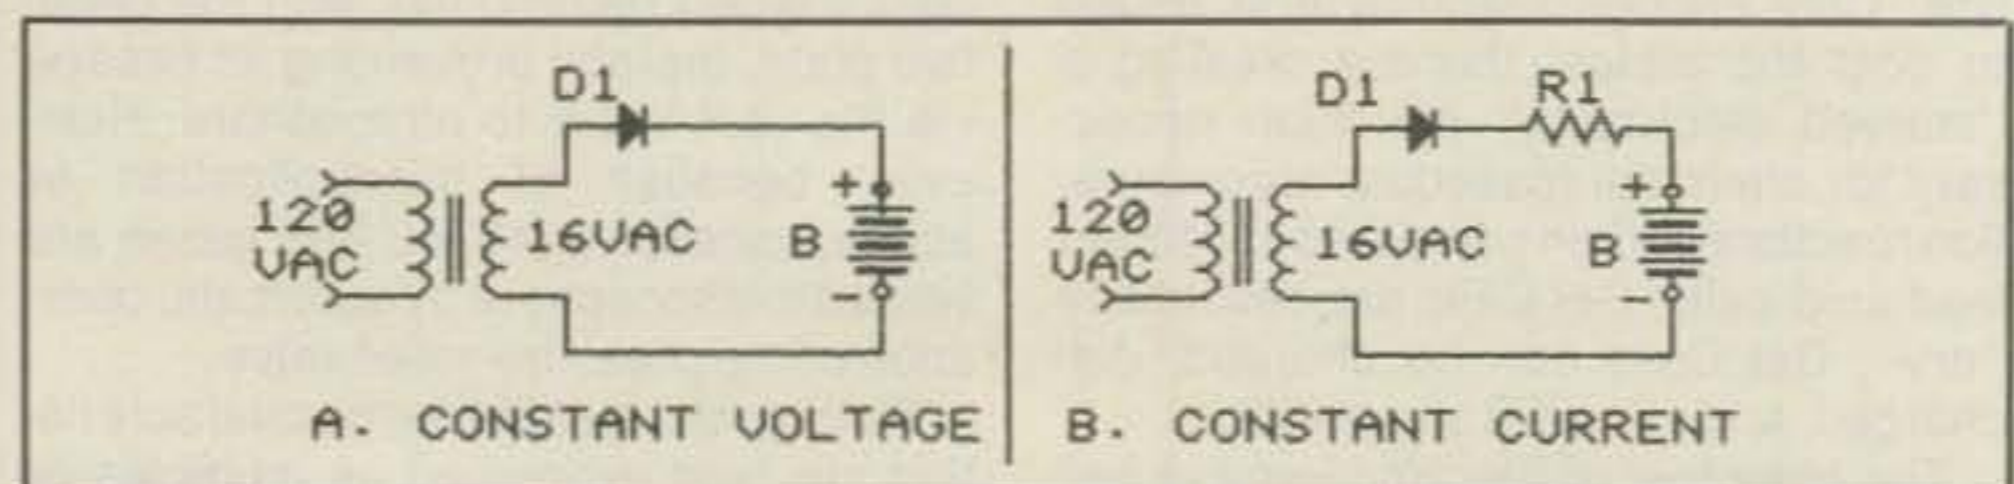 D1
120
VAC
16VAC
+
B
-
A. CONSTANT VOLTAGE
D1
R1
120
VAC
16VAC
+
B
-
B. CONSTANT CURRENT